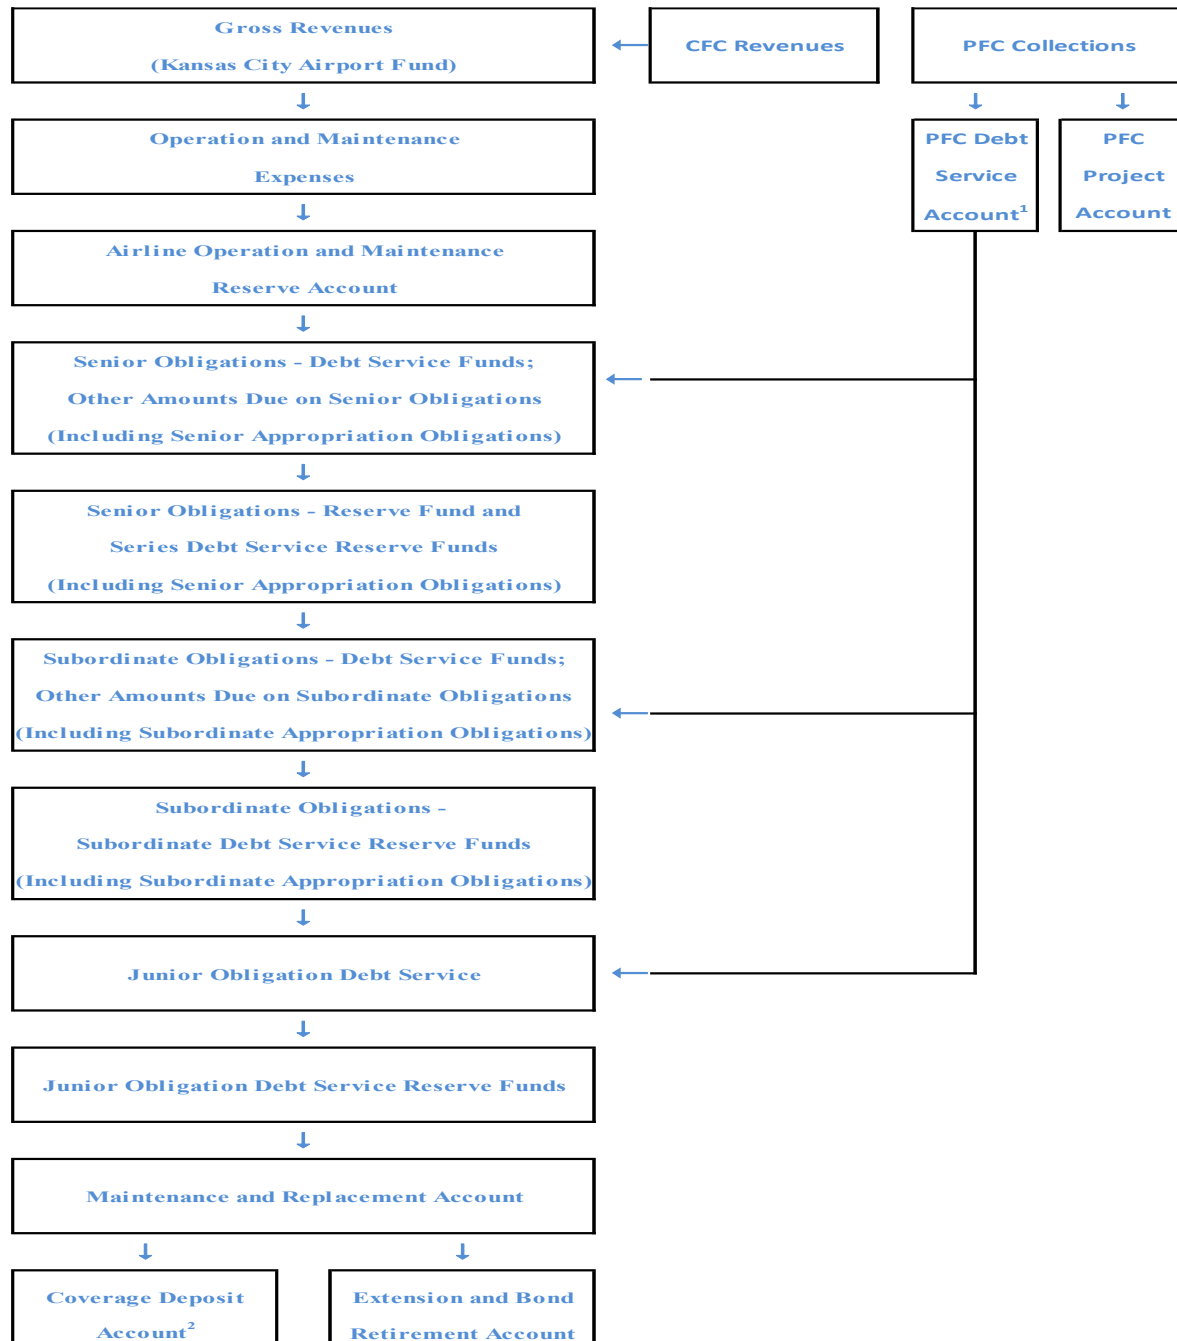 Gross Revenues
(Kansas City Airport Fund)
CFC Revenues
PFC Collections
Operation and Maintenance
Expenses
PFC Debt
Service
Account¹
PFC
Project
Account
Airline Operation and Maintenance
Reserve Account
Senior Obligations - Debt Service Funds;
Other Amounts Due on Senior Obligations
(Including Senior Appropriation Obligations)
Senior Obligations - Reserve Fund and
Series Debt Service Reserve Funds
(Including Senior Appropriation Obligations)
Subordinate Obligations - Debt Service Funds;
Other Amounts Due on Subordinate Obligations
(Including Subordinate Appropriation Obligations)
Subordinate Obligations -
Subordinate Debt Service Reserve Funds
(Including Subordinate Appropriation Obligations)
Junior Obligation Debt Service
Junior Obligation Debt Service Reserve Funds
Maintenance and Replacement Account
Coverage Deposit
Account²
Extension and Bond
Retirement Account